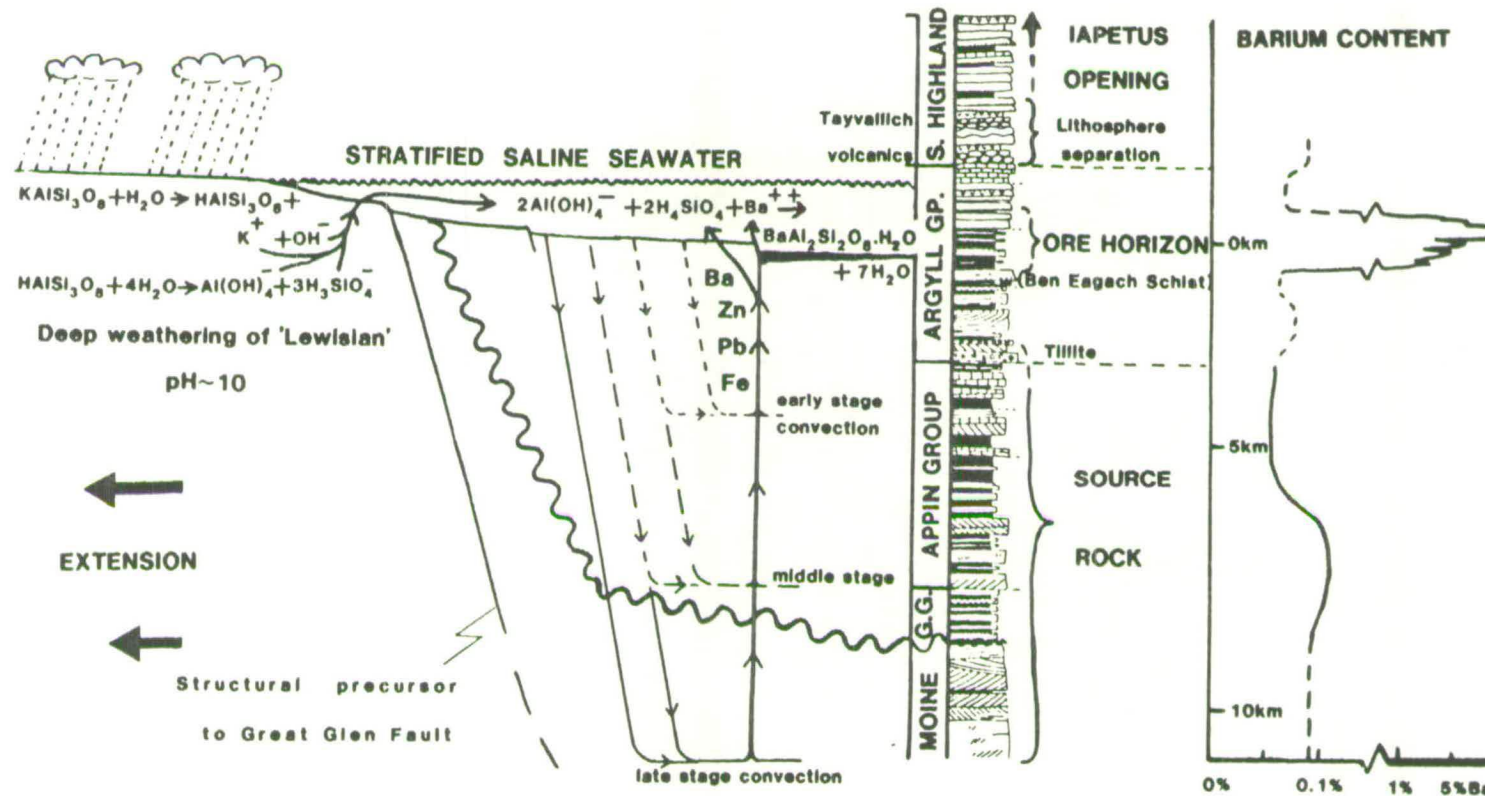 STRATIFIED SALINE SEAWATER
KAlSi₃O₈+H₂O→HAlSi₃O₈+
K⁺ +OH⁻
HAlSi₃O₈+4H₂O→Al(OH)₄⁻+3H₃SiO₄⁻
Deep weathering of 'Lewisian'
pH~10
2Al(OH)₄⁻ +2H₄SiO₄+Ba⁺⁺→
BaAl₂Si₂O₈.H₂O
+ 7H₂O
Ba
Zn
Pb
Fe
early stage
convection
middle stage
late stage convection
EXTENSION
Structural precursor
to Great Glen Fault
Tayvallich
volcanics
S. HIGHLAND
ARGYLL GP.
APPIN GROUP
G.G.
MOINE
IAPETUS
OPENING
Lithosphere
separation
ORE HORIZON
(Ben Eagach Schist)
Tillite
SOURCE
ROCK
BARIUM CONTENT
0km
5km
10km
0% 0.1% 1% 5%Ba